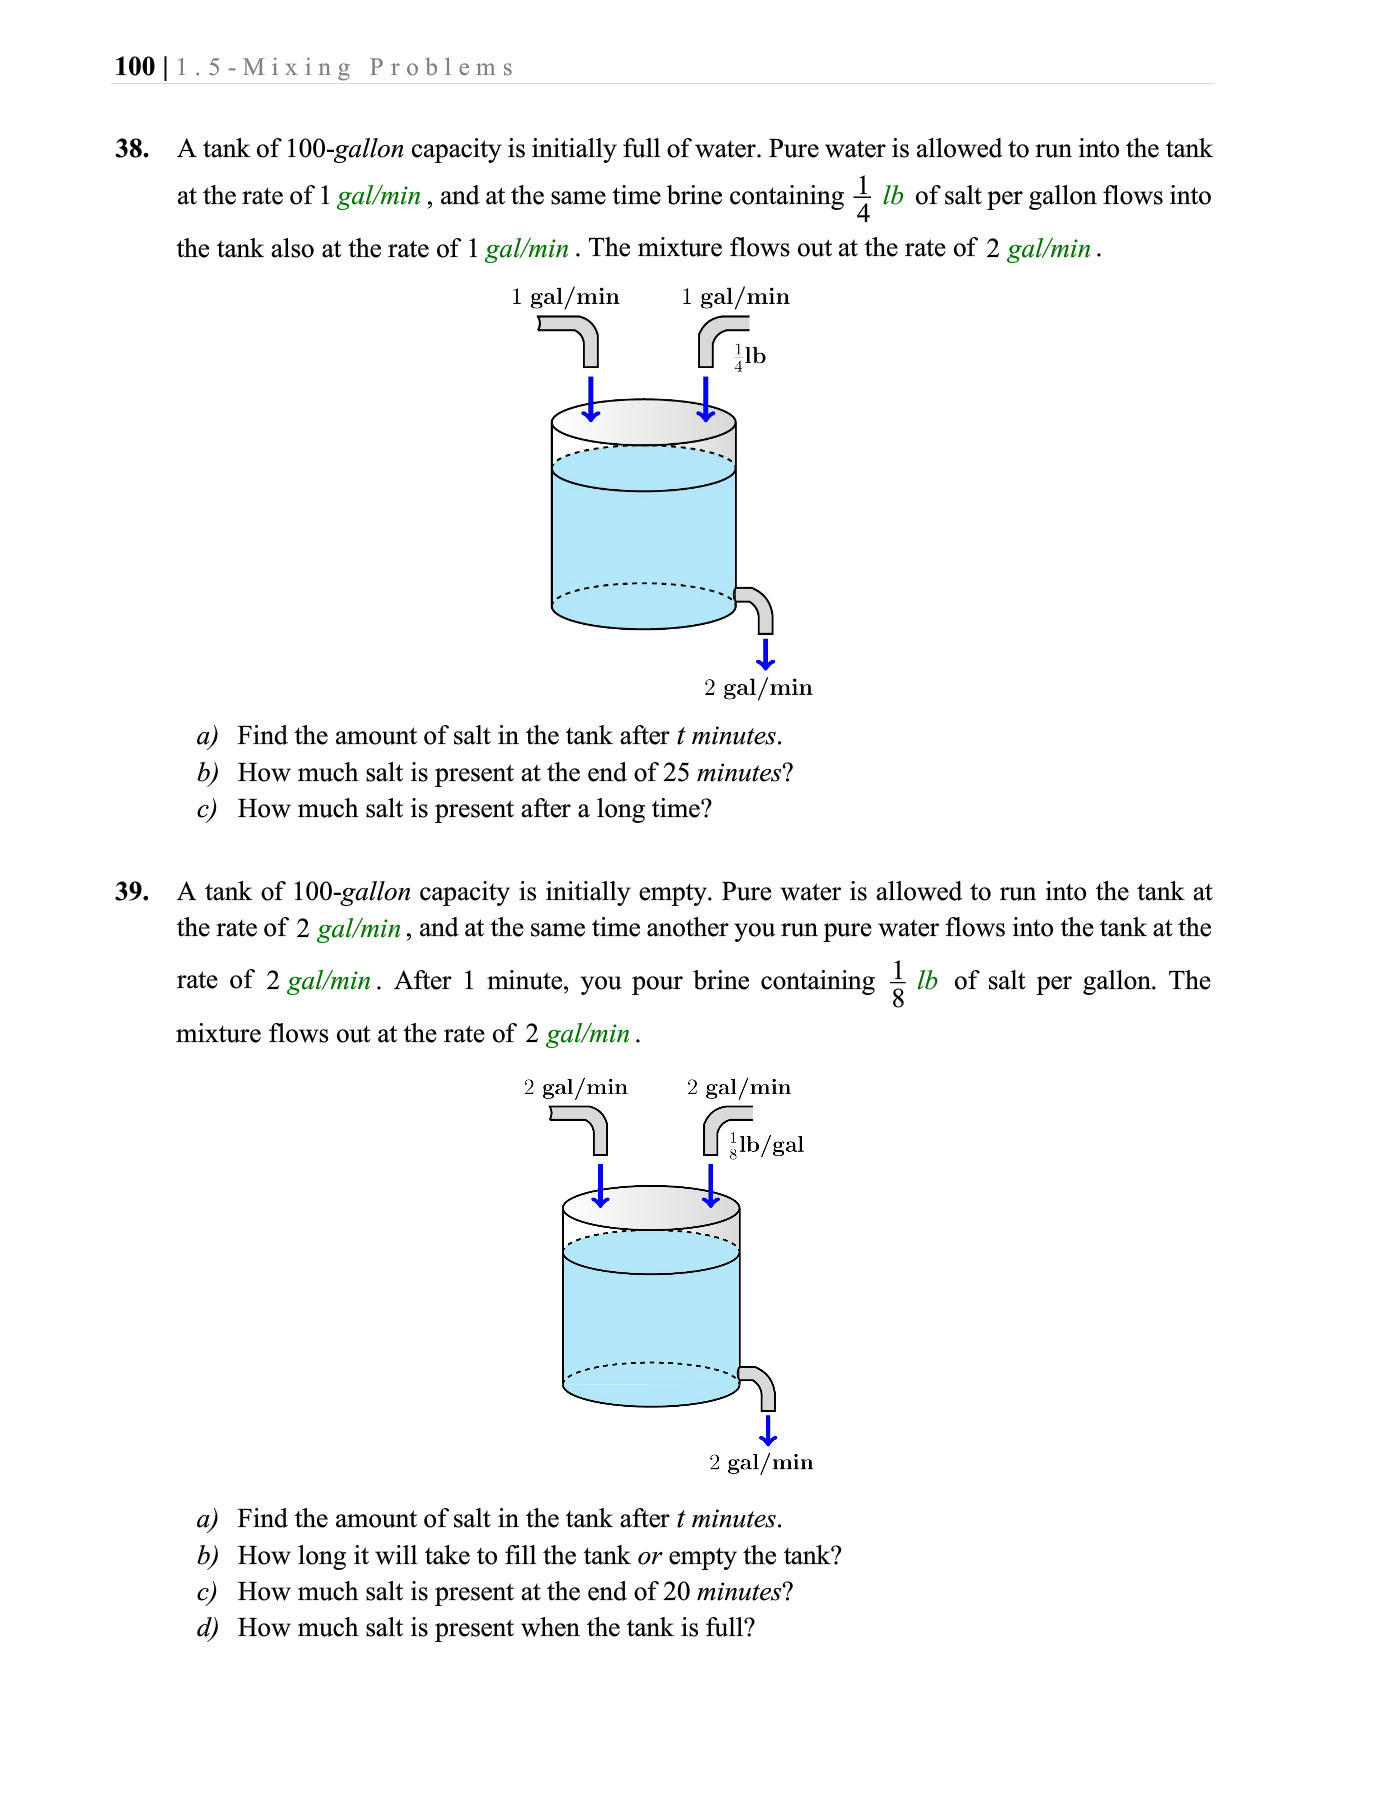 100 | 1.5-Mixing Problems
38. A tank of 100-gallon capacity is initially full of water. Pure water is allowed to run into the tank
at the rate of 1 gal/min , and at the same time brine containing 1/4 lb of salt per gallon flows into
the tank also at the rate of 1 gal/min . The mixture flows out at the rate of 2 gal/min .
1 gal/min 1 gal/min
1/4 lb
2 gal/min
a) Find the amount of salt in the tank after t minutes.
b) How much salt is present at the end of 25 minutes?
c) How much salt is present after a long time?
39. A tank of 100-gallon capacity is initially empty. Pure water is allowed to run into the tank at
the rate of 2 gal/min , and at the same time another you run pure water flows into the tank at the
rate of 2 gal/min . After 1 minute, you pour brine containing 1/8 lb of salt per gallon. The
mixture flows out at the rate of 2 gal/min .
2 gal/min 2 gal/min
1/8 lb/gal
2 gal/min
a) Find the amount of salt in the tank after t minutes.
b) How long it will take to fill the tank or empty the tank?
c) How much salt is present at the end of 20 minutes?
d) How much salt is present when the tank is full?